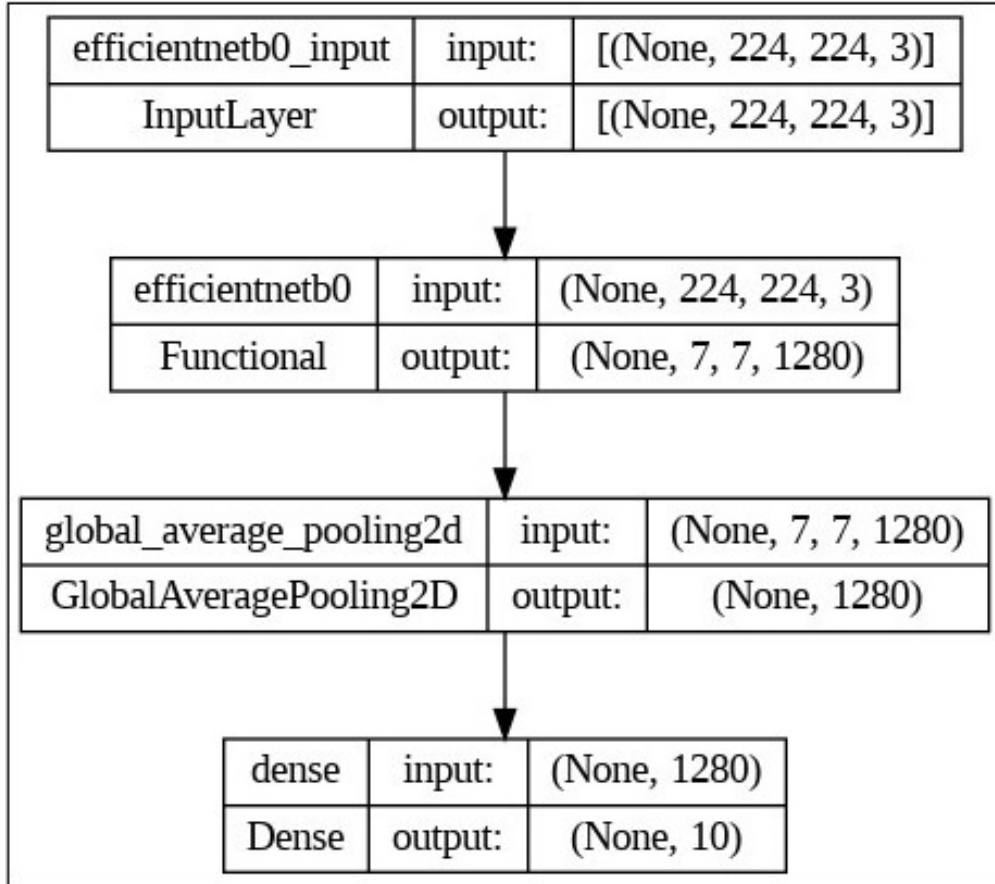 efficientnetb0_input input: [(None, 224, 224, 3)]
InputLayer output: [(None, 224, 224, 3)]
efficientnetb0 input: (None, 224, 224, 3)
Functional output: (None, 7, 7, 1280)
global_average_pooling2d input: (None, 7, 7, 1280)
GlobalAveragePooling2D output: (None, 1280)
dense input: (None, 1280)
Dense output: (None, 10)